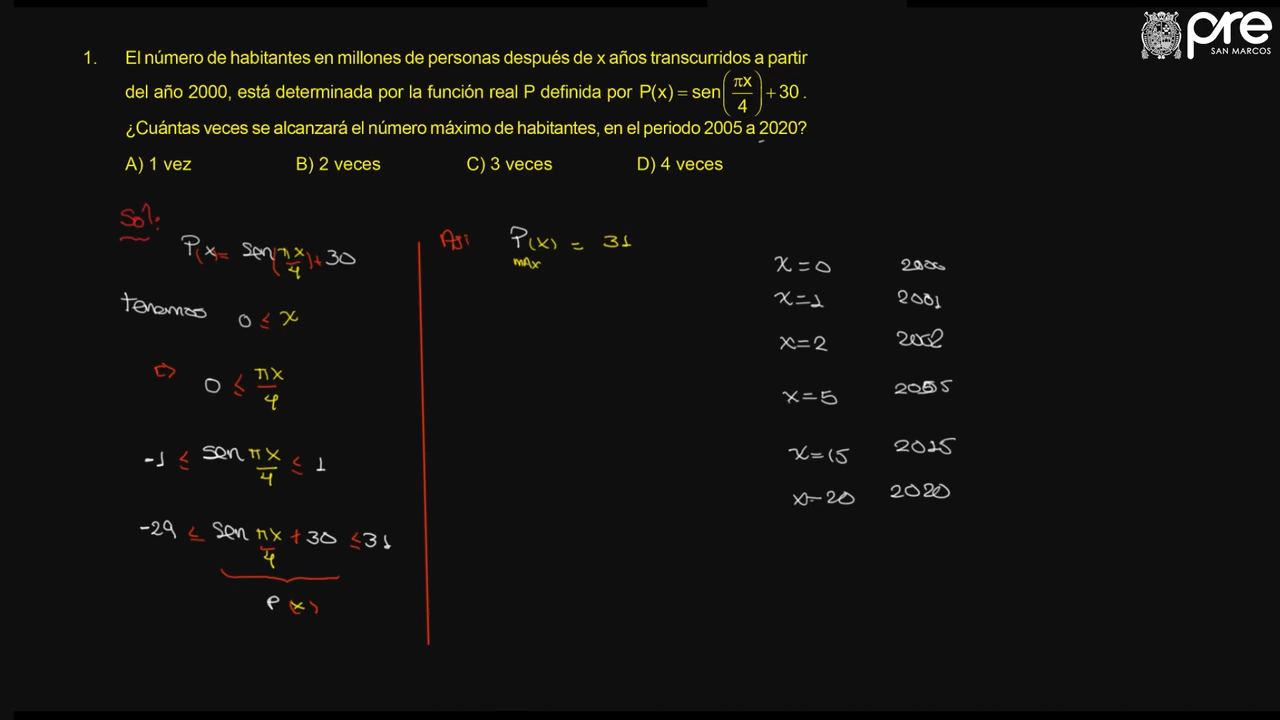 pre
SAN MARCOS
1. El número de habitantes en millones de personas después de x años transcurridos a partir
del año 2000, está determinada por la función real P definida por P(x) = sen(πx/4) + 30 .
¿Cuántas veces se alcanzará el número máximo de habitantes, en el periodo 2005 a 2020?
A) 1 vez B) 2 veces C) 3 veces D) 4 veces
Sol:
P(x) = sen(πx/4) + 30
tenemos 0 ≤ x
⇨ 0 ≤ πx/4
-1 ≤ sen πx/4 ≤ 1
-29 ≤ sen πx/4 + 30 ≤ 31
P(x)
Asi P(x) = 31
max
x=0 2000
x=1 2001
x=2 2002
x=5 2005
x=15 2015
x=20 2020